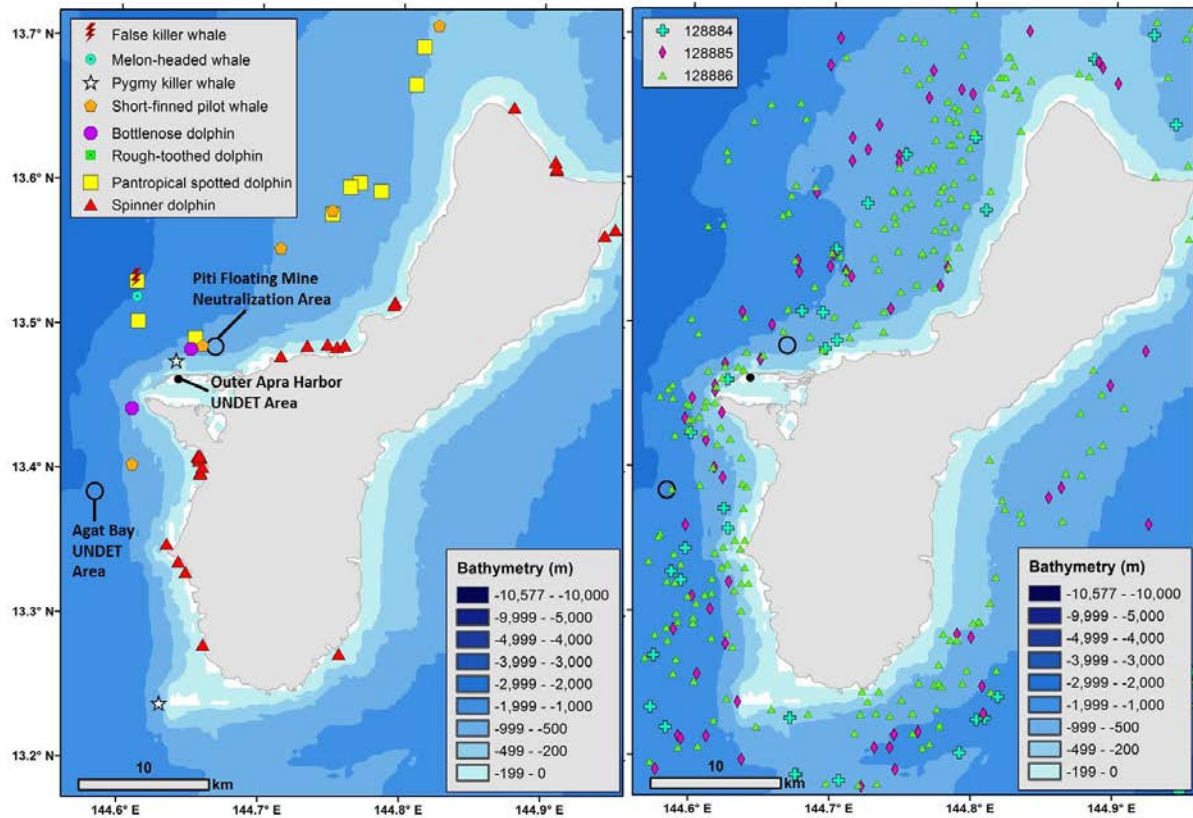 False killer whale
Melon-headed whale
Pygmy killer whale
Short-finned pilot whale
Bottlenose dolphin
Rough-toothed dolphin
Pantropical spotted dolphin
Spinner dolphin
13.7° N
13.6° N
13.5° N
13.4° N
13.3° N
13.2° N
Piti Floating Mine
Neutralization Area
Outer Apra Harbor
UNDET Area
Agat Bay
UNDET
Area
Bathymetry (m)
-10,577 - -10,000
-9,999 - -5,000
-4,999 - -4,000
-3,999 - -3,000
-2,999 - -2,000
-1,999 - -1,000
-999 - -500
-499 - -200
-199 - 0
10
km
144.6° E
144.7° E
144.8° E
144.9° E
128884
128885
128886
Bathymetry (m)
-10,577 - -10,000
-9,999 - -5,000
-4,999 - -4,000
-3,999 - -3,000
-2,999 - -2,000
-1,999 - -1,000
-999 - -500
-499 - -200
-199 - 0
10
km
144.6° E
144.7° E
144.8° E
144.9° E